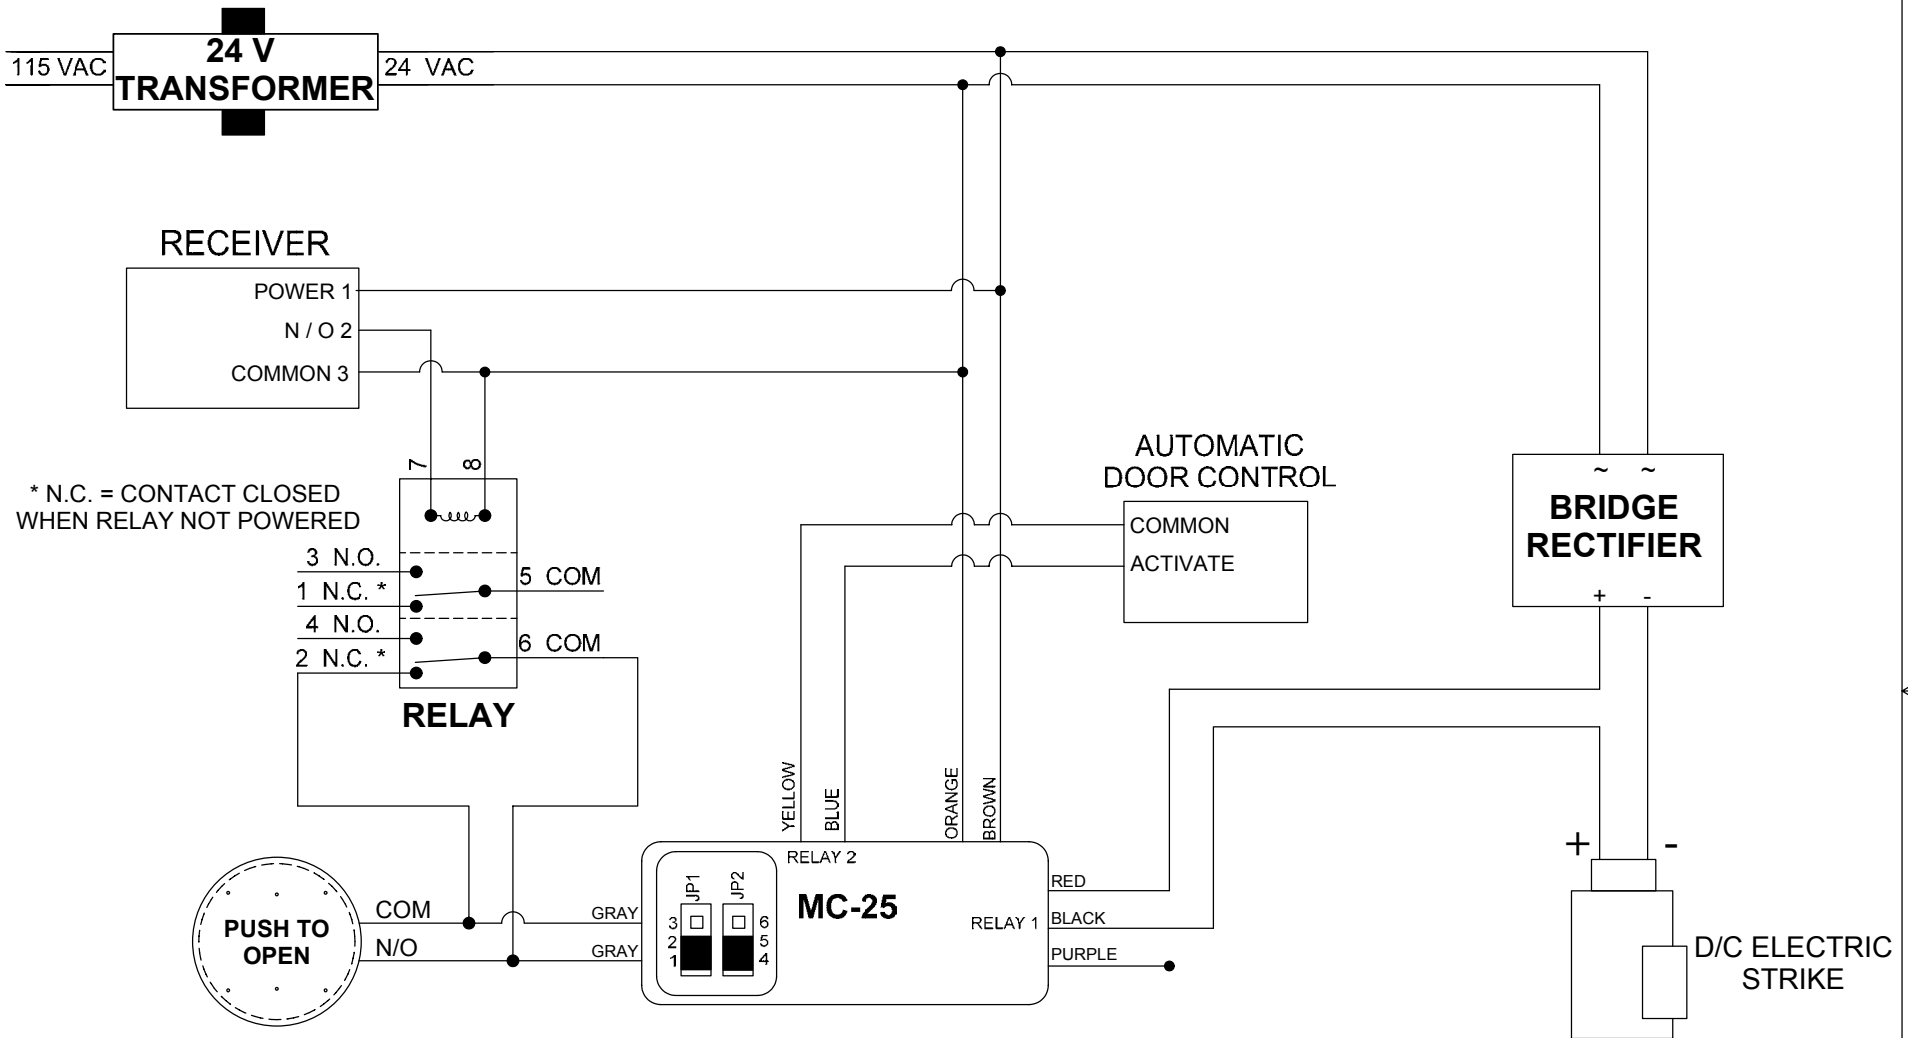 115 VAC
24 V
TRANSFORMER
24 VAC
RECEIVER
POWER 1
N / O 2
COMMON 3
7
8
* N.C. = CONTACT CLOSED
WHEN RELAY NOT POWERED
3 N.O.
1 N.C. *
4 N.O.
2 N.C. *
5 COM
6 COM
RELAY
AUTOMATIC
DOOR CONTROL
COMMON
ACTIVATE
~ ~
BRIDGE
RECTIFIER
+ -
YELLOW
BLUE
ORANGE
BROWN
PUSH TO
OPEN
COM
N/O
GRAY
GRAY
JP1
JP2
3
2
1
6
5
4
RELAY 2
MC-25
RELAY 1
RED
BLACK
PURPLE
+ -
D/C ELECTRIC
STRIKE